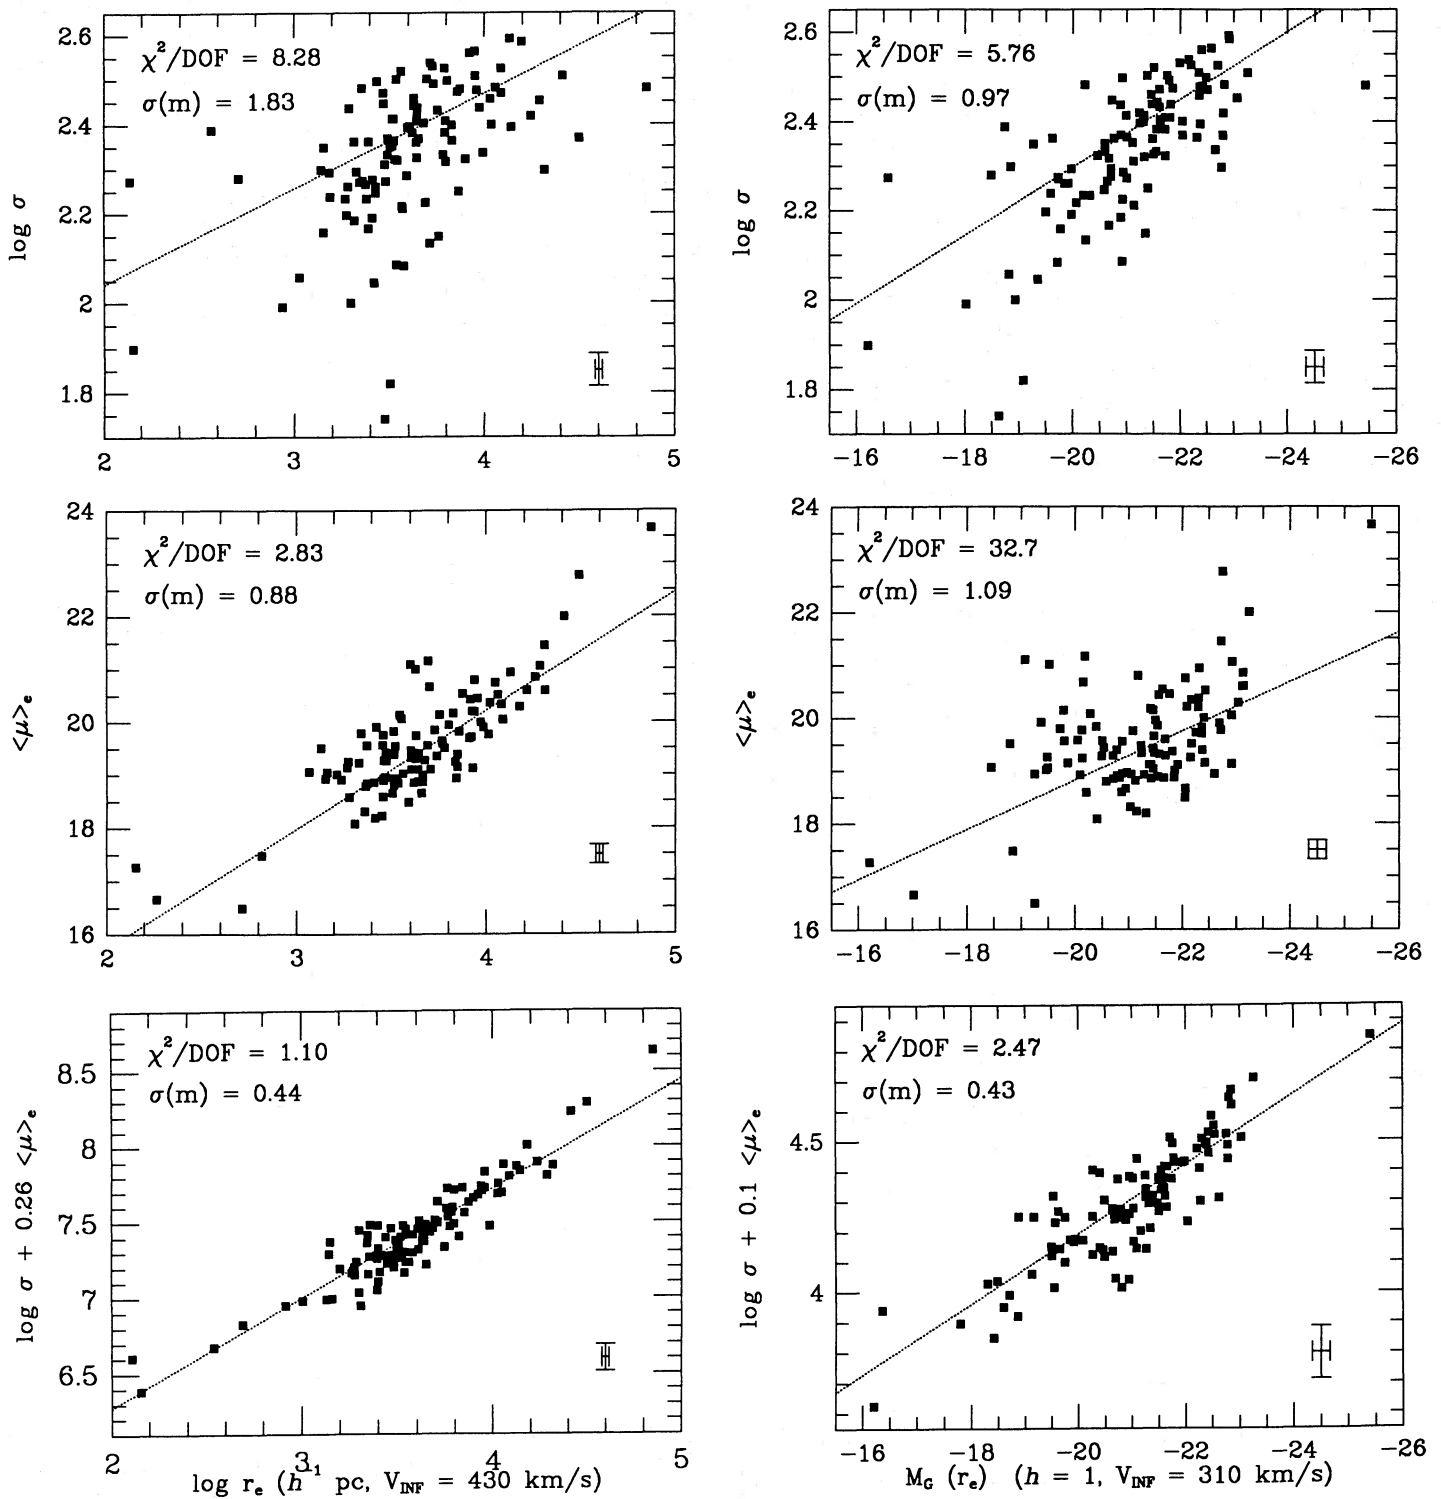 χ²/DOF = 8.28
σ(m) = 1.83
log σ
2.6
2.4
2.2
2
1.8
2 3 4 5
χ²/DOF = 5.76
σ(m) = 0.97
log σ
2.6
2.4
2.2
2
1.8
−16 −18 −20 −22 −24 −26
χ²/DOF = 2.83
σ(m) = 0.88
<μ>e
24
22
20
18
16
2 3 4 5
χ²/DOF = 32.7
σ(m) = 1.09
<μ>e
24
22
20
18
16
−16 −18 −20 −22 −24 −26
χ²/DOF = 1.10
σ(m) = 0.44
log σ + 0.26 <μ>e
8.5
8
7.5
7
6.5
2 3 4 5
log re (h⁻¹ pc, VINF = 430 km/s)
χ²/DOF = 2.47
σ(m) = 0.43
log σ + 0.1 <μ>e
4.5
4
−16 −18 −20 −22 −24 −26
MG (re) (h = 1, VINF = 310 km/s)